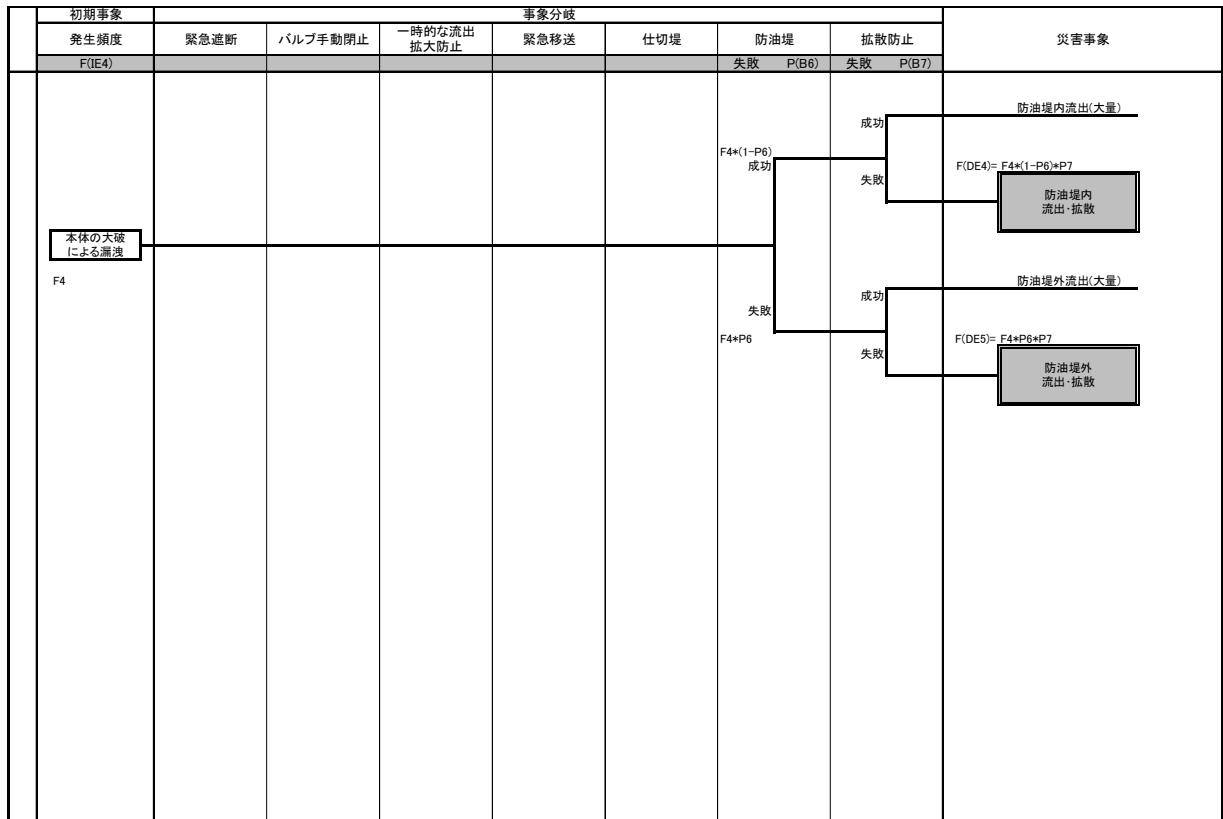 初期事象
事象分岐
発生頻度
緊急遮断
バルブ手動閉止
一時的な流出
拡大防止
緊急移送
仕切堤
防油堤
拡散防止
災害事象
F(IE4)
失敗 P(B6)
失敗 P(B7)
防油堤内流出(大量)
成功
F4*(1-P6)
成功
F(DE4)= F4*(1-P6)*P7
失敗
防油堤内
流出・拡散
本体の大破
による漏洩
F4
防油堤外流出(大量)
成功
失敗
F4*P6
F(DE5)= F4*P6*P7
失敗
防油堤外
流出・拡散